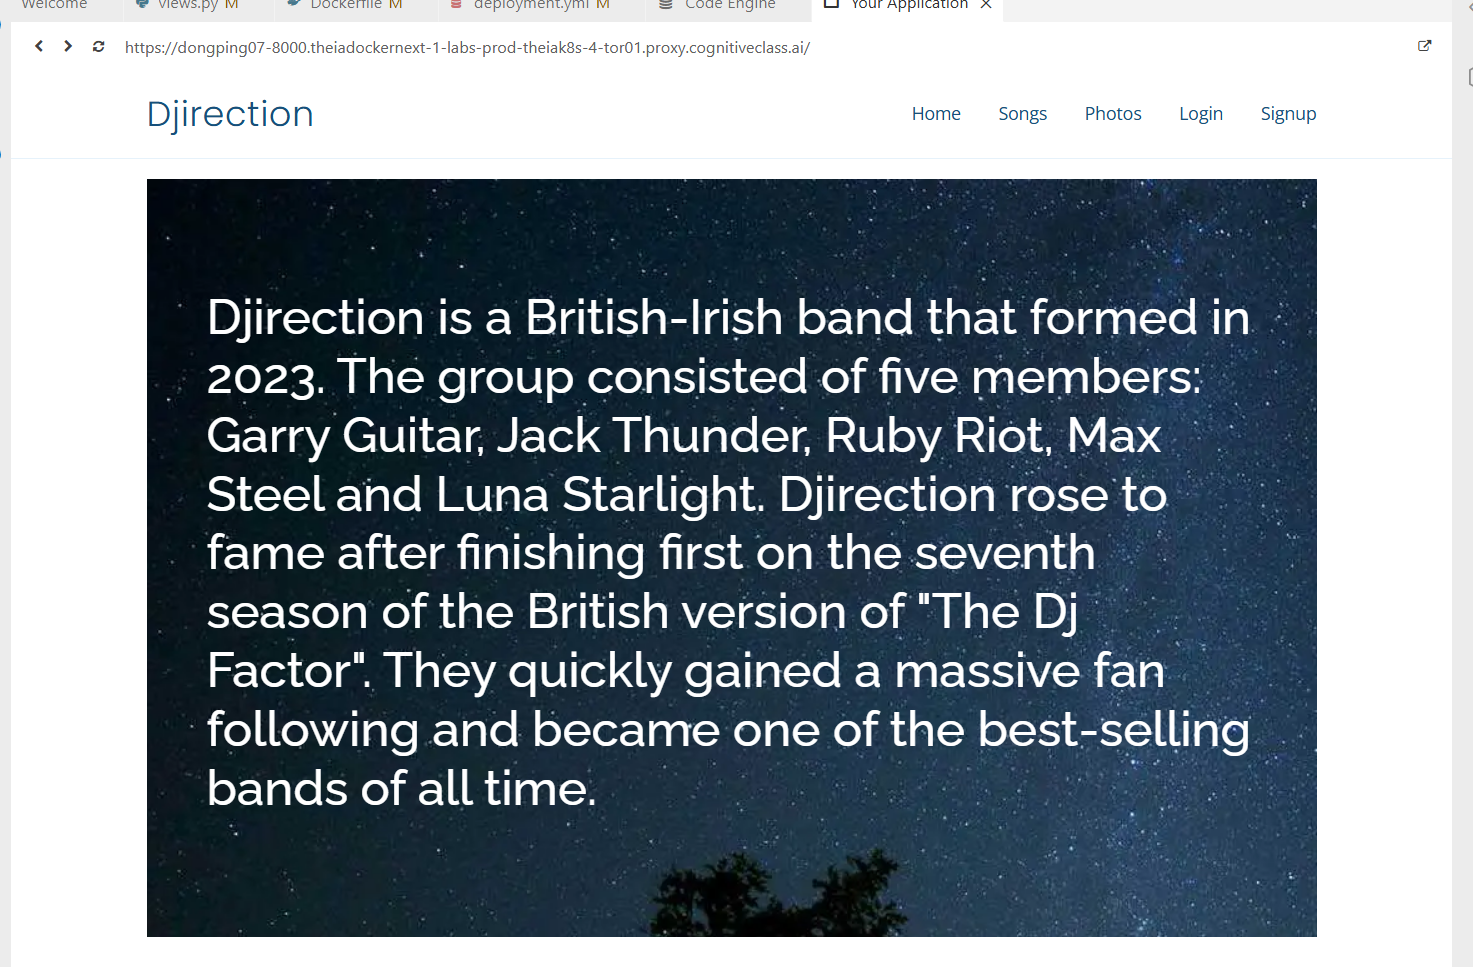 Welcome views.py M Dockerfile M deployment.yml M Code Engine Your Application
https://dongping07-8000.theiadockernext-1-labs-prod-theiak8s-4-tor01.proxy.cognitiveclass.ai/
Djirection Home Songs Photos Login Signup
Djirection is a British-Irish band that formed in
2023. The group consisted of five members:
Garry Guitar, Jack Thunder, Ruby Riot, Max
Steel and Luna Starlight. Djirection rose to
fame after finishing first on the seventh
season of the British version of "The Dj
Factor". They quickly gained a massive fan
following and became one of the best-selling
bands of all time.